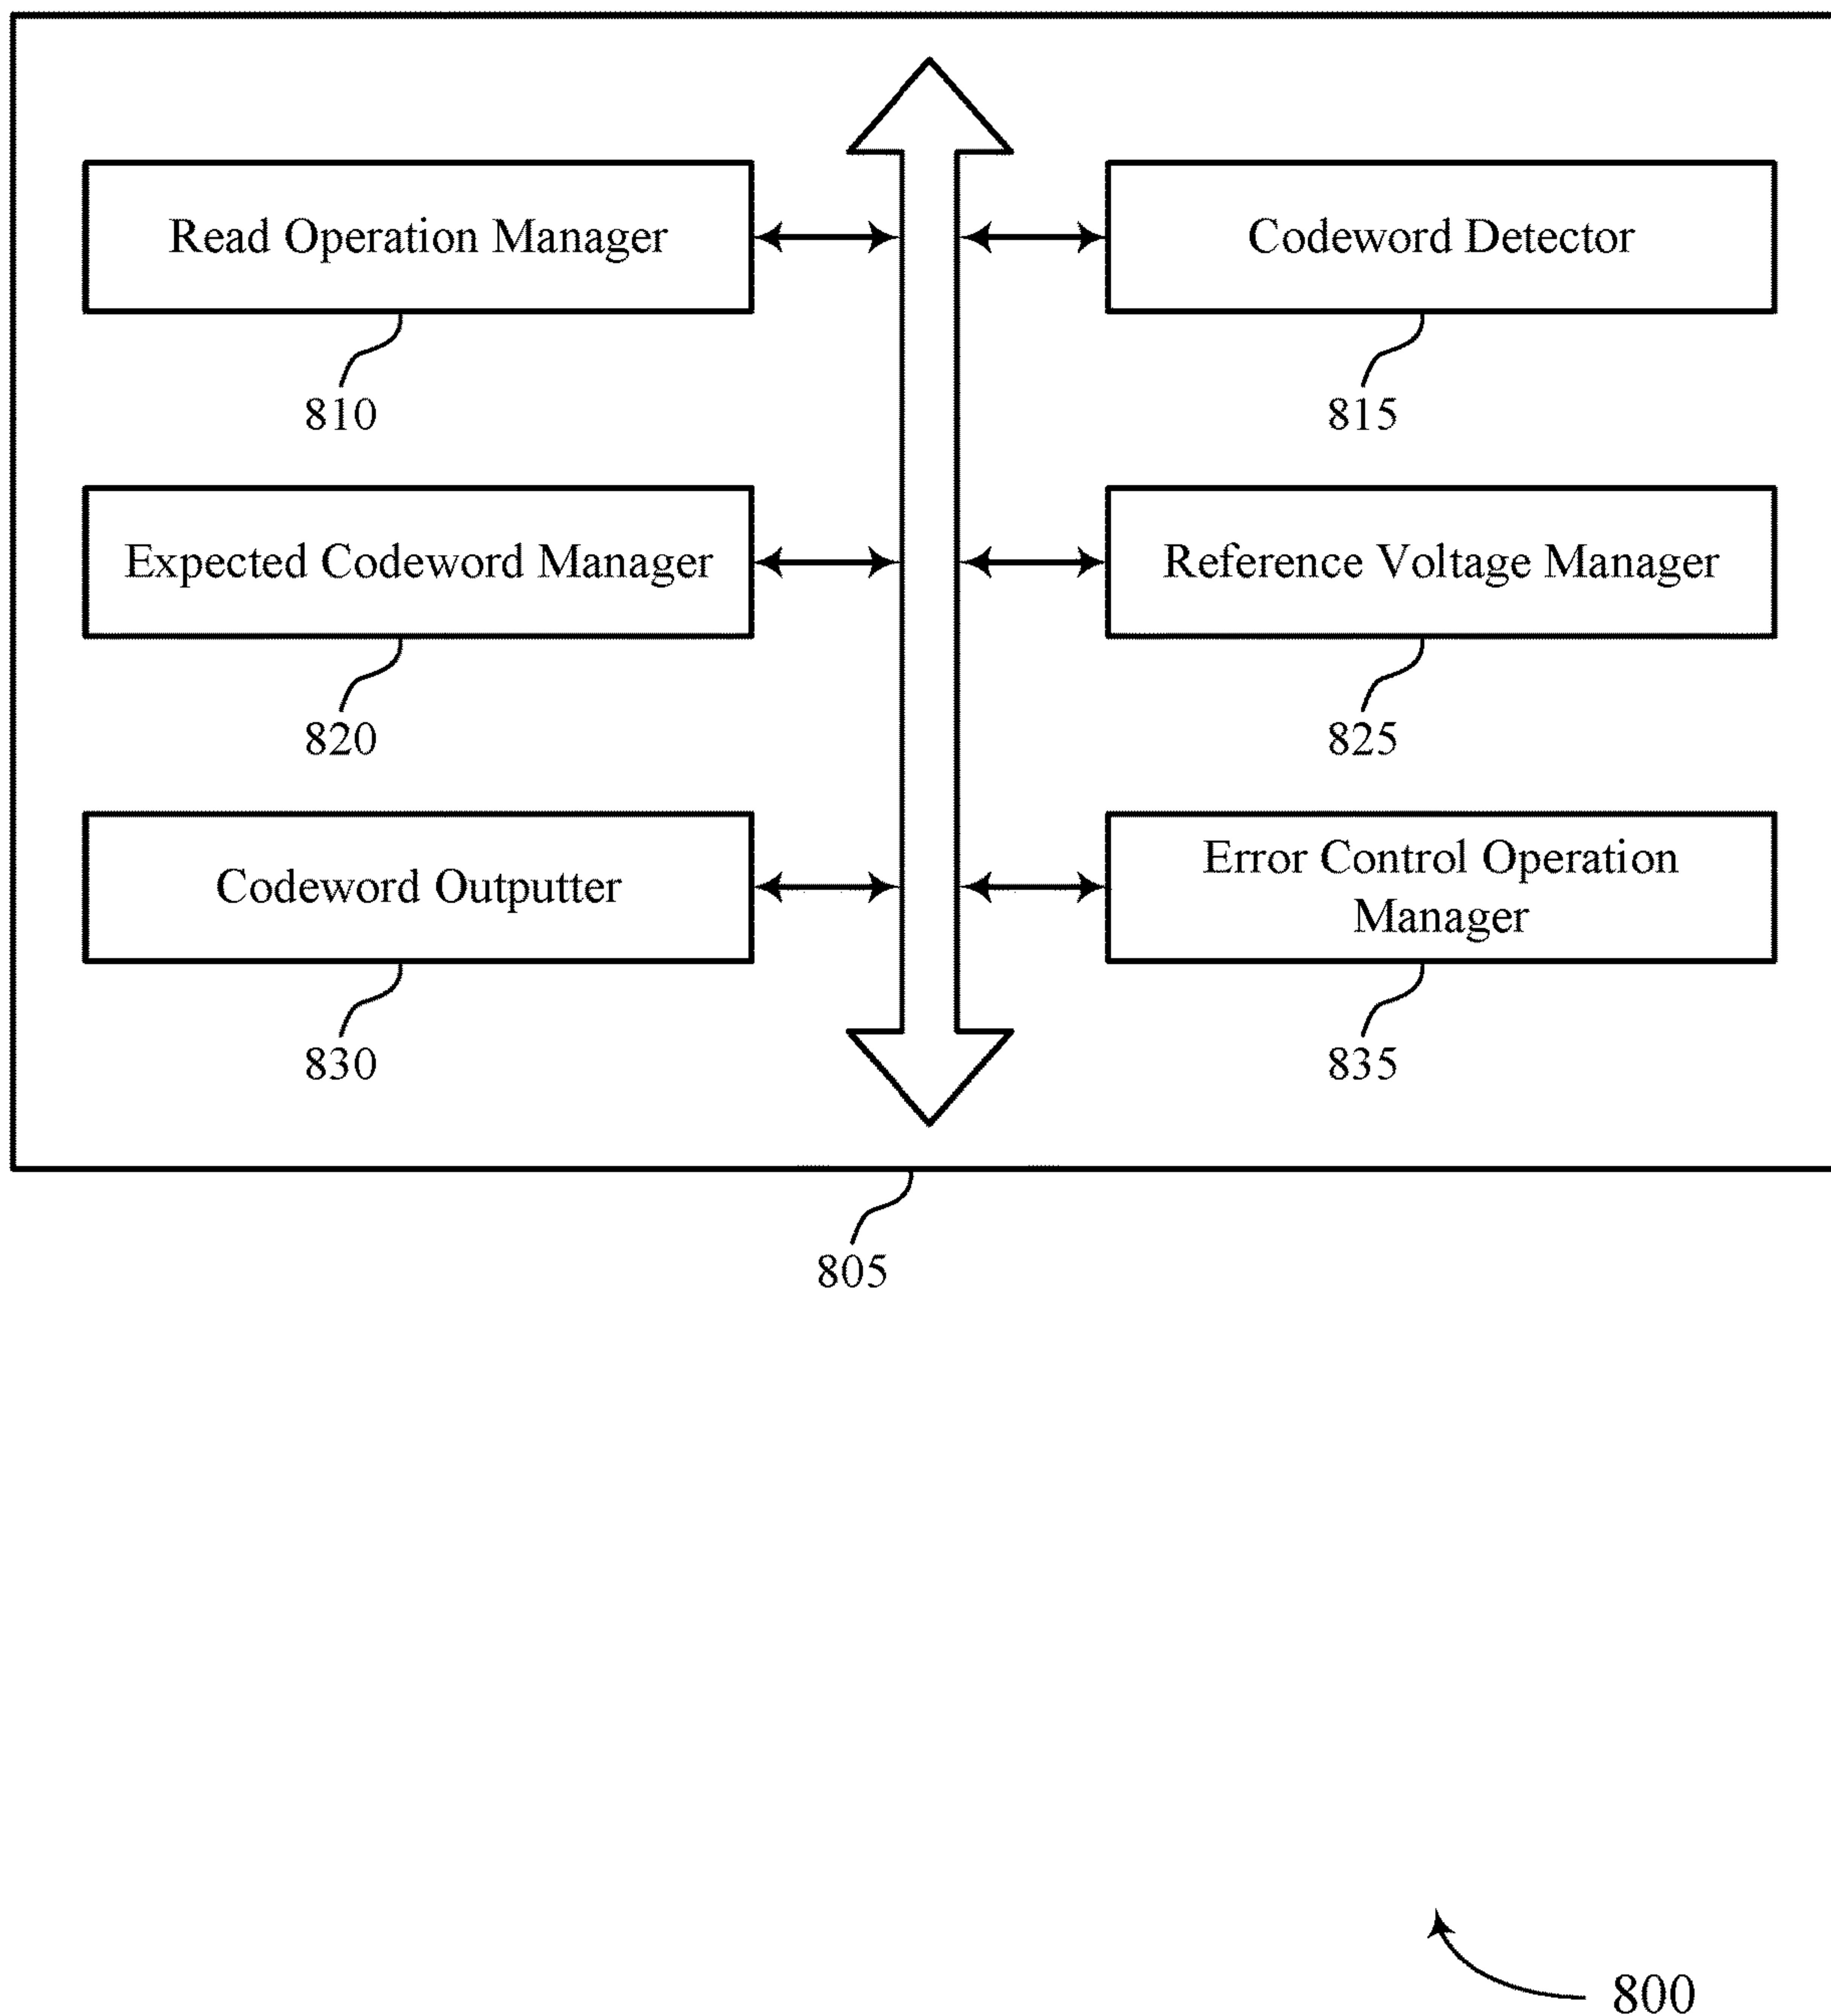 Read Operation Manager
810
Codeword Detector
815
Expected Codeword Manager
820
Reference Voltage Manager
825
Codeword Outputter
830
Error Control Operation
Manager
835
805
800